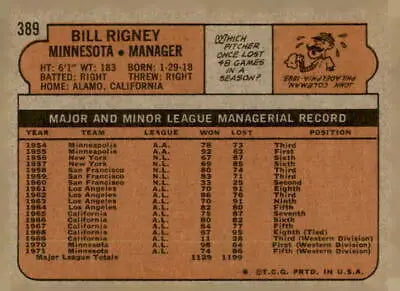 389
BILL RIGNEY
MINNESOTA • MANAGER
HT: 6'1" WT: 183 BORN: 1-29-18
BATTED: RIGHT THREW: RIGHT
HOME: ALAMO, CALIFORNIA
WHICH
PITCHER
ONCE LOST
48 GAMES
IN A
SEASON?
JOHN COLEMAN
PHILADELPHIA-1883
MAJOR AND MINOR LEAGUE MANAGERIAL RECORD
YEAR TEAM LEAGUE WON LOST POSITION
1954 Minneapolis A.A. 78 73 Third
1955 Minneapolis A.A. 92 62 First
1956 New York N.L. 67 87 Sixth
1957 New York N.L. 69 85 Sixth
1958 San Francisco N.L. 80 74 Third
1959 San Francisco N.L. 83 71 Third
1960 San Francisco N.L. 33 25 Second
1961 Los Angeles A.L. 70 91 Eighth
1962 Los Angeles A.L. 86 76 Third
1963 Los Angeles A.L. 70 91 Ninth
1964 Los Angeles A.L. 82 80 Fifth
1965 California A.L. 75 87 Seventh
1966 California A.L. 80 82 Sixth
1967 California A.L. 84 77 Fifth
1968 California A.L. 67 95 Eighth (Tied)
1969 California A.L. 11 28 Third (Western Division)
1970 Minnesota A.L. 98 64 First (Western Division)
1971 Minnesota A.L. 74 86 Fifth (Western Division)
Major League Totals 1129 1199
© T.C.G. PRTD. IN U.S.A.